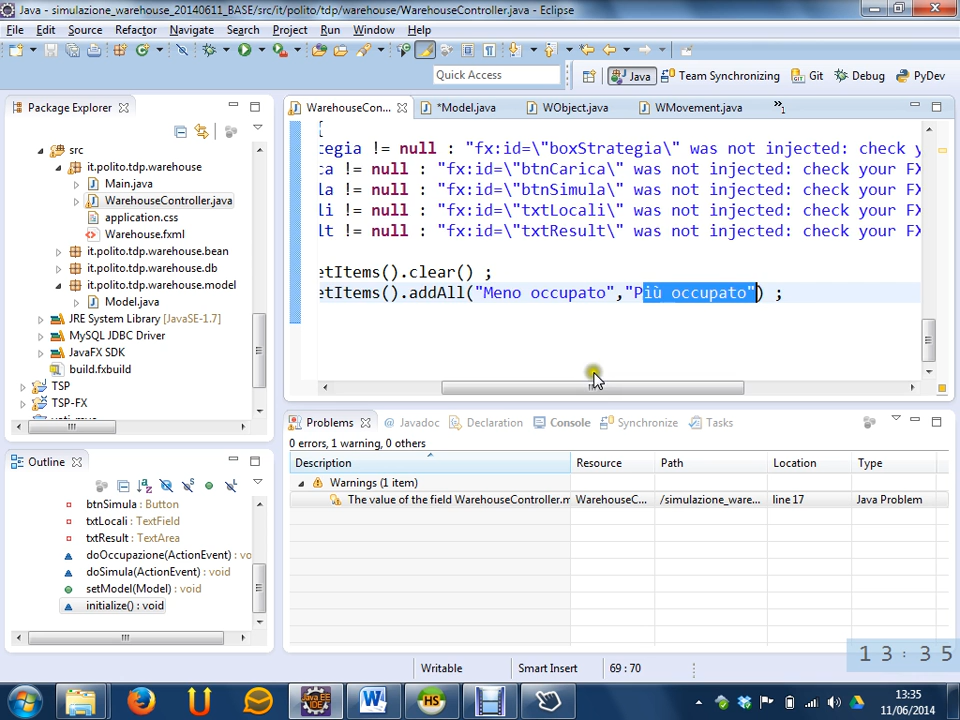 Java - simulazione_warehouse_20140611_BASE/src/it/polito/tdp/warehouse/WarehouseController.java - Eclipse
File Edit Source Refactor Navigate Search Project Run Window Help
Quick Access
Java Team Synchronizing Git Debug PyDev
Package Explorer
src
it.polito.tdp.warehouse
Main.java
WarehouseController.java
application.css
Warehouse.fxml
it.polito.tdp.warehouse.bean
it.polito.tdp.warehouse.db
it.polito.tdp.warehouse.model
Model.java
JRE System Library [JavaSE-1.7]
MySQL JDBC Driver
JavaFX SDK
build.fxbuild
TSP
TSP-FX
WarehouseCon... *Model.java WObject.java WMovement.java »1
{
tegia != null : "fx:id=\"boxStrategia\" was not injected: check y
ca != null : "fx:id=\"btnCarica\" was not injected: check your FX
la != null : "fx:id=\"btnSimula\" was not injected: check your FX
li != null : "fx:id=\"txtLocali\" was not injected: check your FX
lt != null : "fx:id=\"txtResult\" was not injected: check your FX
etItems().clear() ;
etItems().addAll("Meno occupato","Più occupato") ;
Outline
btnSimula : Button
txtLocali : TextField
txtResult : TextArea
doOccupazione(ActionEvent) : vo
doSimula(ActionEvent) : void
setModel(Model) : void
initialize() : void
Problems Javadoc Declaration Console Synchronize Tasks
0 errors, 1 warning, 0 others
Description Resource Path Location Type
Warnings (1 item)
The value of the field WarehouseController.m WarehouseC... /simulazione_ware... line 17 Java Problem
Writable Smart Insert 69 : 70
13:35
13:35
11/06/2014